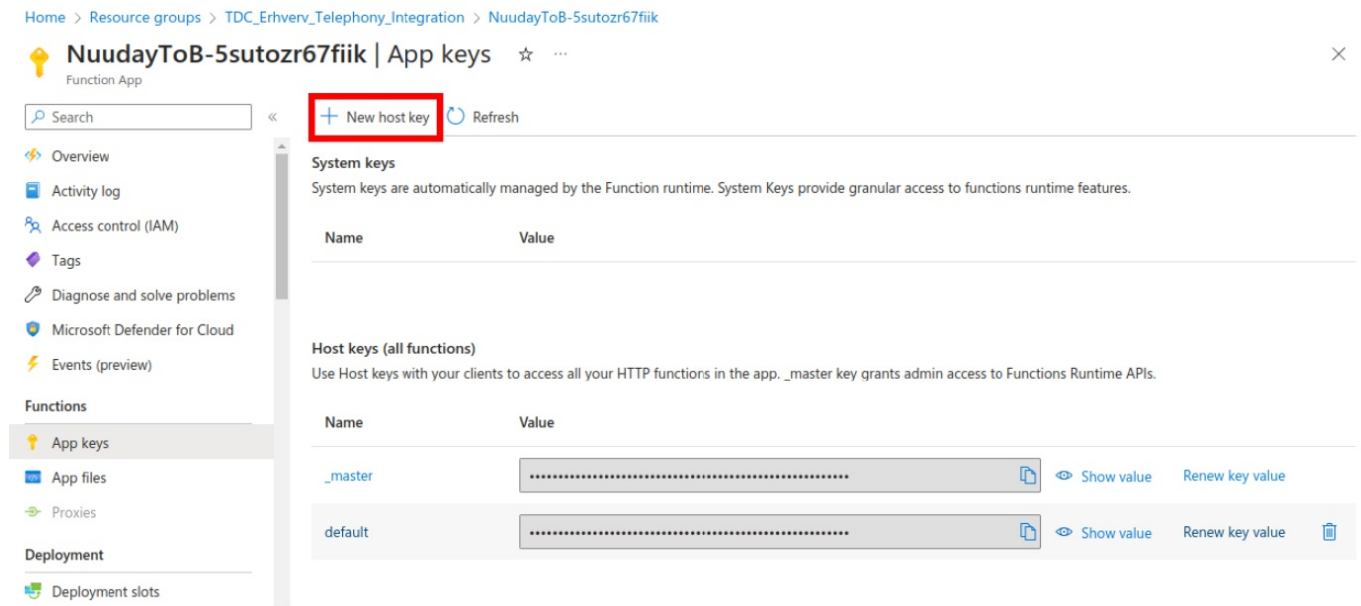 Home > Resource groups > TDC_Erhverv_Telephony_Integration > NuudayToB-5sutozr67fiik
NuudayToB-5sutozr67fiik | App keys
Function App
Search
New host key
Refresh
Overview
Activity log
Access control (IAM)
Tags
Diagnose and solve problems
Microsoft Defender for Cloud
Events (preview)
Functions
App keys
App files
Proxies
Deployment
Deployment slots
System keys
System keys are automatically managed by the Function runtime. System Keys provide granular access to functions runtime features.
Name Value
Host keys (all functions)
Use Host keys with your clients to access all your HTTP functions in the app. _master key grants admin access to Functions Runtime APIs.
Name Value
_master Show value Renew key value
default Show value Renew key value